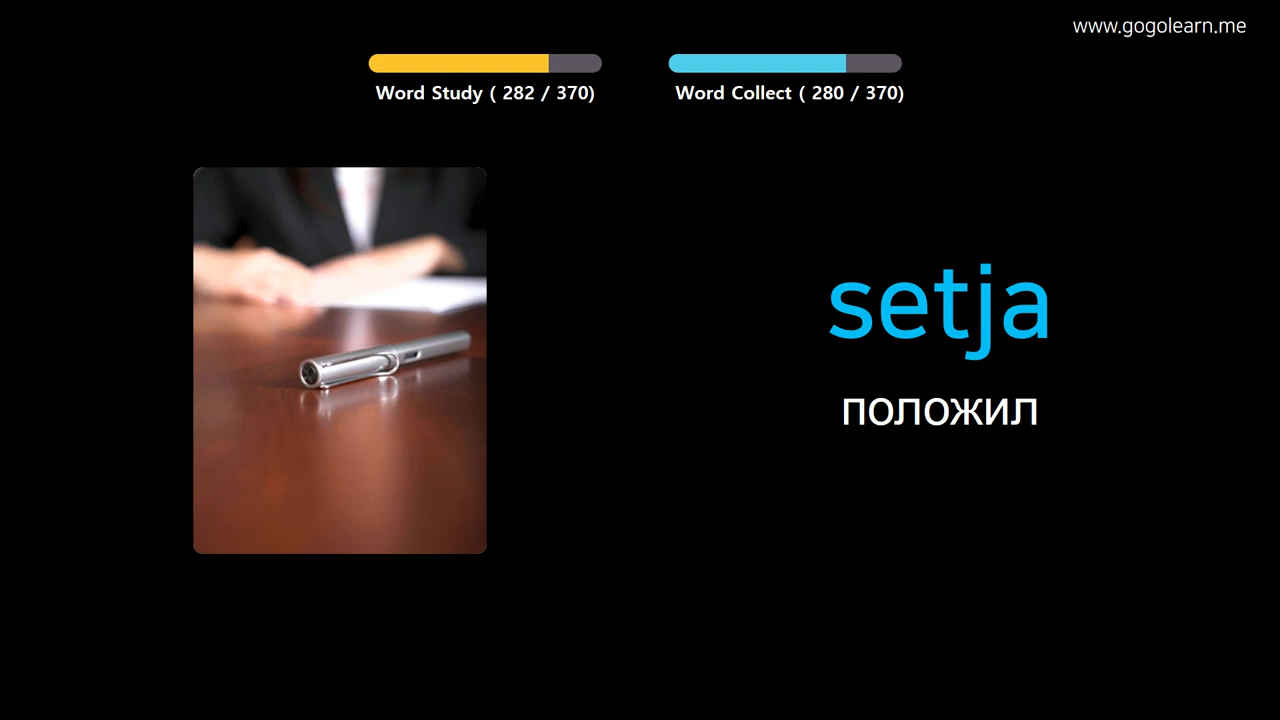 www.gogolearn.me
Word Study ( 282 / 370)
Word Collect ( 280 / 370)
setja
положил